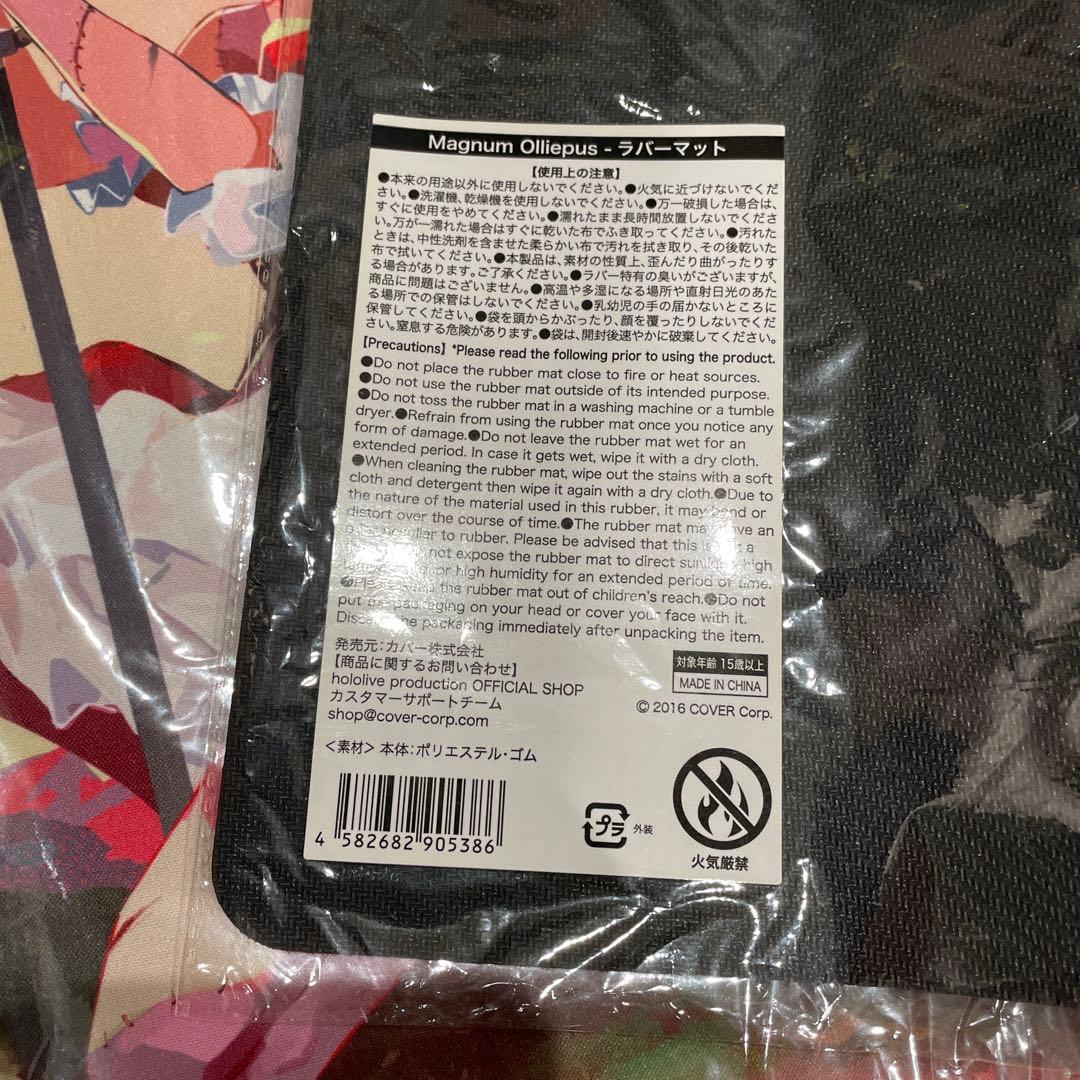 Magnum Olliepus - ラバーマット
【使用上の注意】
●本来の用途以外に使用しないでください。●火気に近づけないでくだ
さい。●洗濯機、乾燥機を使用しないでください。●万一破損した場合は、
すぐに使用をやめてください。●濡れたまま長時間放置しないでくださ
い。万が一濡れた場合はすぐに乾いた布でふき取ってください。●汚れた
ときは、中性洗剤を含ませた柔らかい布で汚れを拭き取り、その後乾いた
布で拭いてください。●本製品は、素材の性質上、歪んだり曲がったりす
る場合があります。ご了承ください。●ラバー特有の臭いがございますが、
商品に問題はございません。●高温や多湿になる場所や直射日光のあた
る場所での保管はしないでください。●乳幼児の手の届かないところに
保管してください。●袋を頭からかぶったり、顔を覆ったりしないでくだ
さい。窒息する危険があります。●袋は、開封後速やかに破棄してください。
【Precautions】*Please read the following prior to using the product.
●Do not place the rubber mat close to fire or heat sources.
●Do not use the rubber mat outside of its intended purpose.
●Do not toss the rubber mat in a washing machine or a tumble
dryer.●Refrain from using the rubber mat once you notice any
form of damage.●Do not leave the rubber mat wet for an
extended period. In case it gets wet, wipe it with a dry cloth.
●When cleaning the rubber mat, wipe out the stains with a soft
cloth and detergent then wipe it again with a dry cloth.●Due to
the nature of the material used in this rubber, it may bend or
distort over the course of time.●The rubber mat may have an
peculiar to rubber. Please be advised that this is a
not expose the rubber mat to direct sunlight, high
or high humidity for an extended period of time.
●Please the rubber mat out of children's reach.●Do not
put the packaging on your head or cover your face with it.
Discard the packaging immediately after unpacking the item.
発売元：カバー株式会社
【商品に関するお問い合わせ】
hololive production OFFICIAL SHOP
カスタマーサポートチーム
shop@cover-corp.com
対象年齢 15歳以上
MADE IN CHINA
© 2016 COVER Corp.
＜素材＞本体：ポリエステル・ゴム
4 582682 905386
プラ 外装
火気厳禁